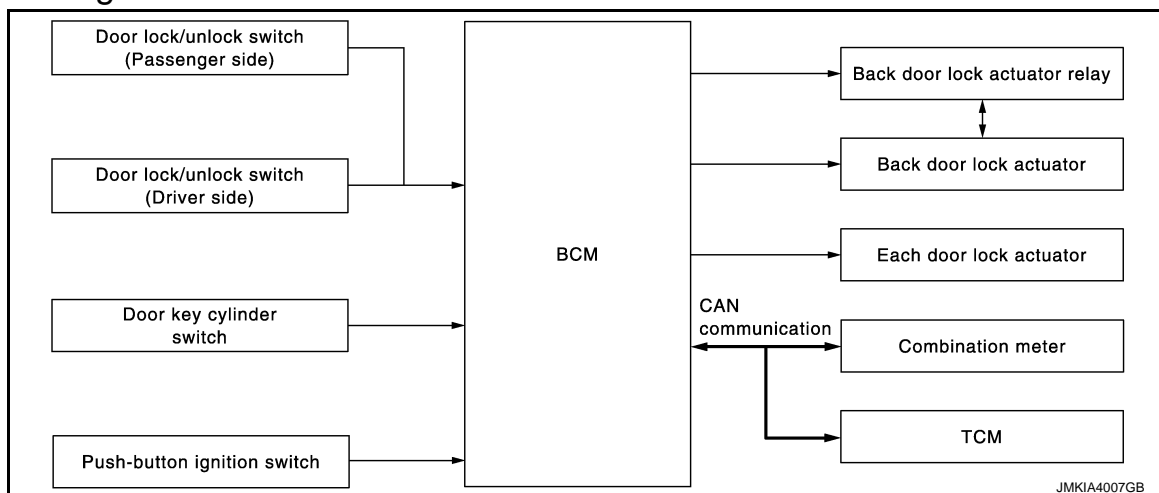 Door lock/unlock switch
(Passenger side)
Door lock/unlock switch
(Driver side)
Door key cylinder
switch
Push-button ignition switch
BCM
CAN
communication
Back door lock actuator relay
Back door lock actuator
Each door lock actuator
Combination meter
TCM
JMKIA4007GB